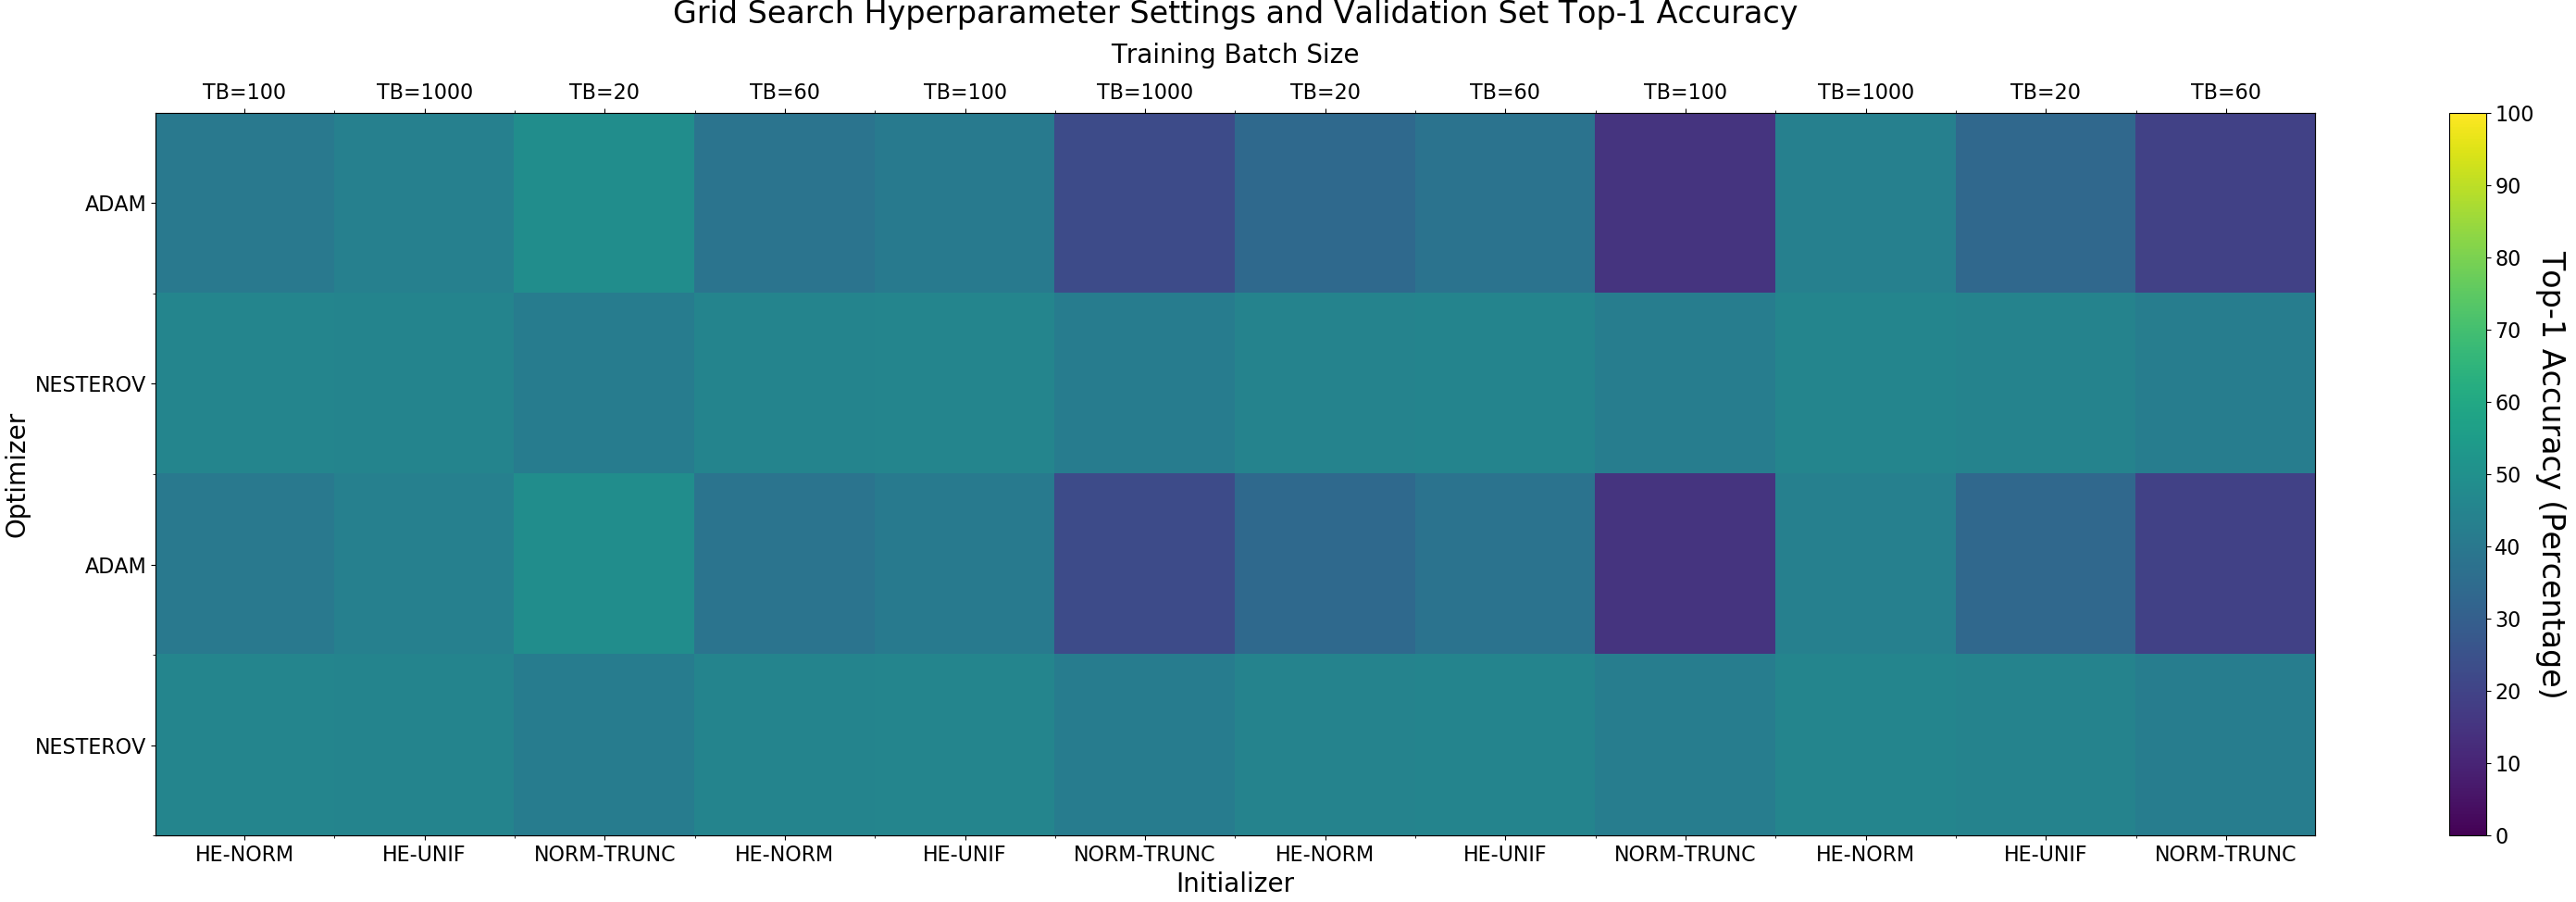 Grid Search Hyperparameter Settings and Validation Set Top-1 Accuracy
Training Batch Size
TB=100 TB=1000 TB=20 TB=60 TB=100 TB=1000 TB=20 TB=60 TB=100 TB=1000 TB=20 TB=60
Optimizer
ADAM
NESTEROV
ADAM
NESTEROV
HE-NORM HE-UNIF NORM-TRUNC HE-NORM HE-UNIF NORM-TRUNC HE-NORM HE-UNIF NORM-TRUNC HE-NORM HE-UNIF NORM-TRUNC
Initializer
100
90
80
70
60
50
40
30
20
10
0
Top-1 Accuracy (Percentage)